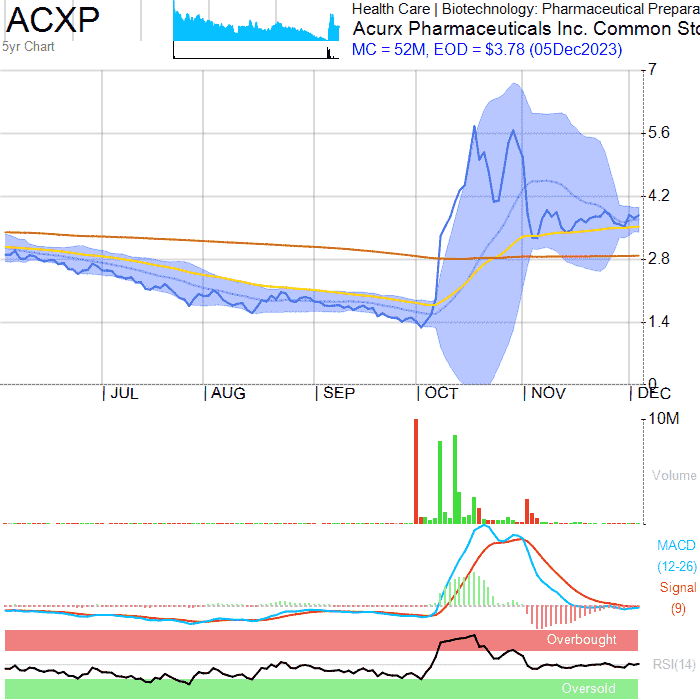 ACXP
5yr Chart
Health Care | Biotechnology: Pharmaceutical Prepara
Acurx Pharmaceuticals Inc. Common Sto
MC = 52M, EOD = $3.78 (05Dec2023)
7
5.6
4.2
2.8
1.4
0
| JUL | AUG | SEP | OCT | NOV | DEC
10M
Volume
MACD
(12-26)
Signal
(9)
Overbought
RSI(14)
Oversold